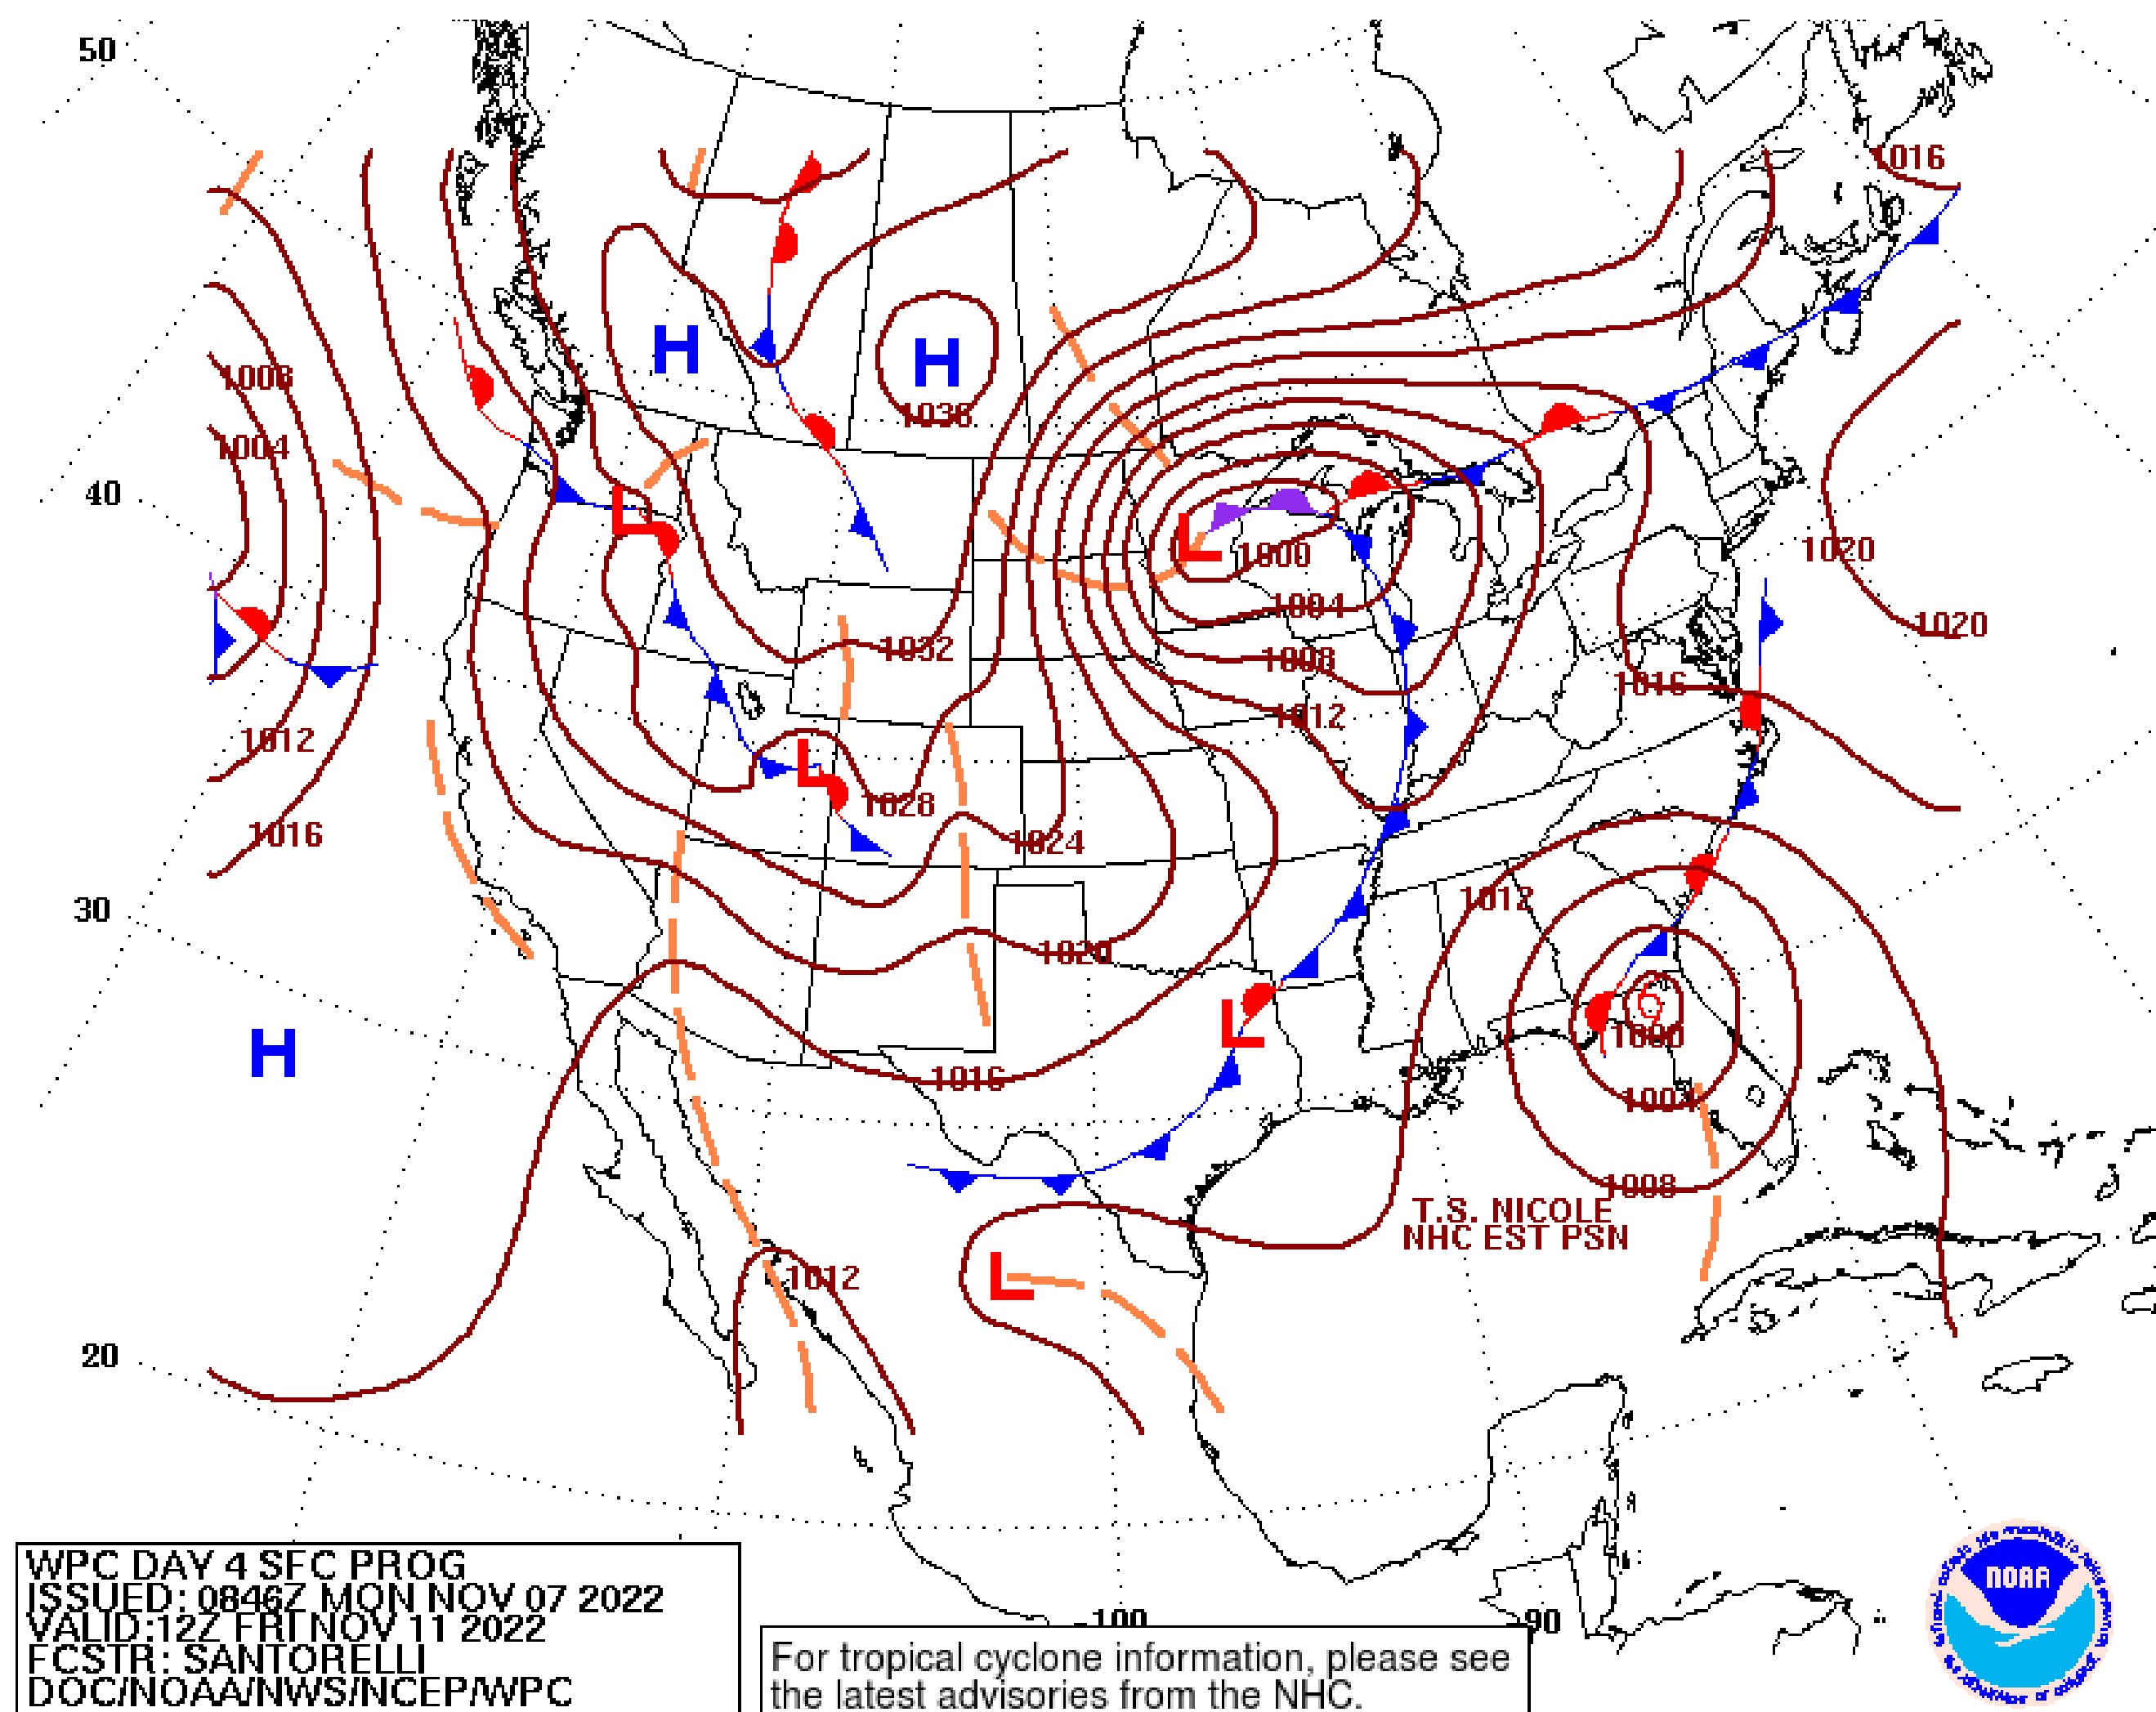 50
1016
H
H
1008
1036
1004
40
L
L
1000
1020
1004
1020
1032
1008
1016
1012
1012
L
1028
1016
1024
1012
30
1020
L
1000
H
1016
1004
1008
T.S. NICOLE
NHC EST PSN
L
1012
20
WPC DAY 4 SFC PROG
ISSUED: 0846Z MON NOV 07 2022
VALID:12Z FRI NOV 11 2022
FCSTR: SANTORELLI
DOC/NOAA/NWS/NCEP/WPC
-100
-90
For tropical cyclone information, please see
the latest advisories from the NHC.
NOAA